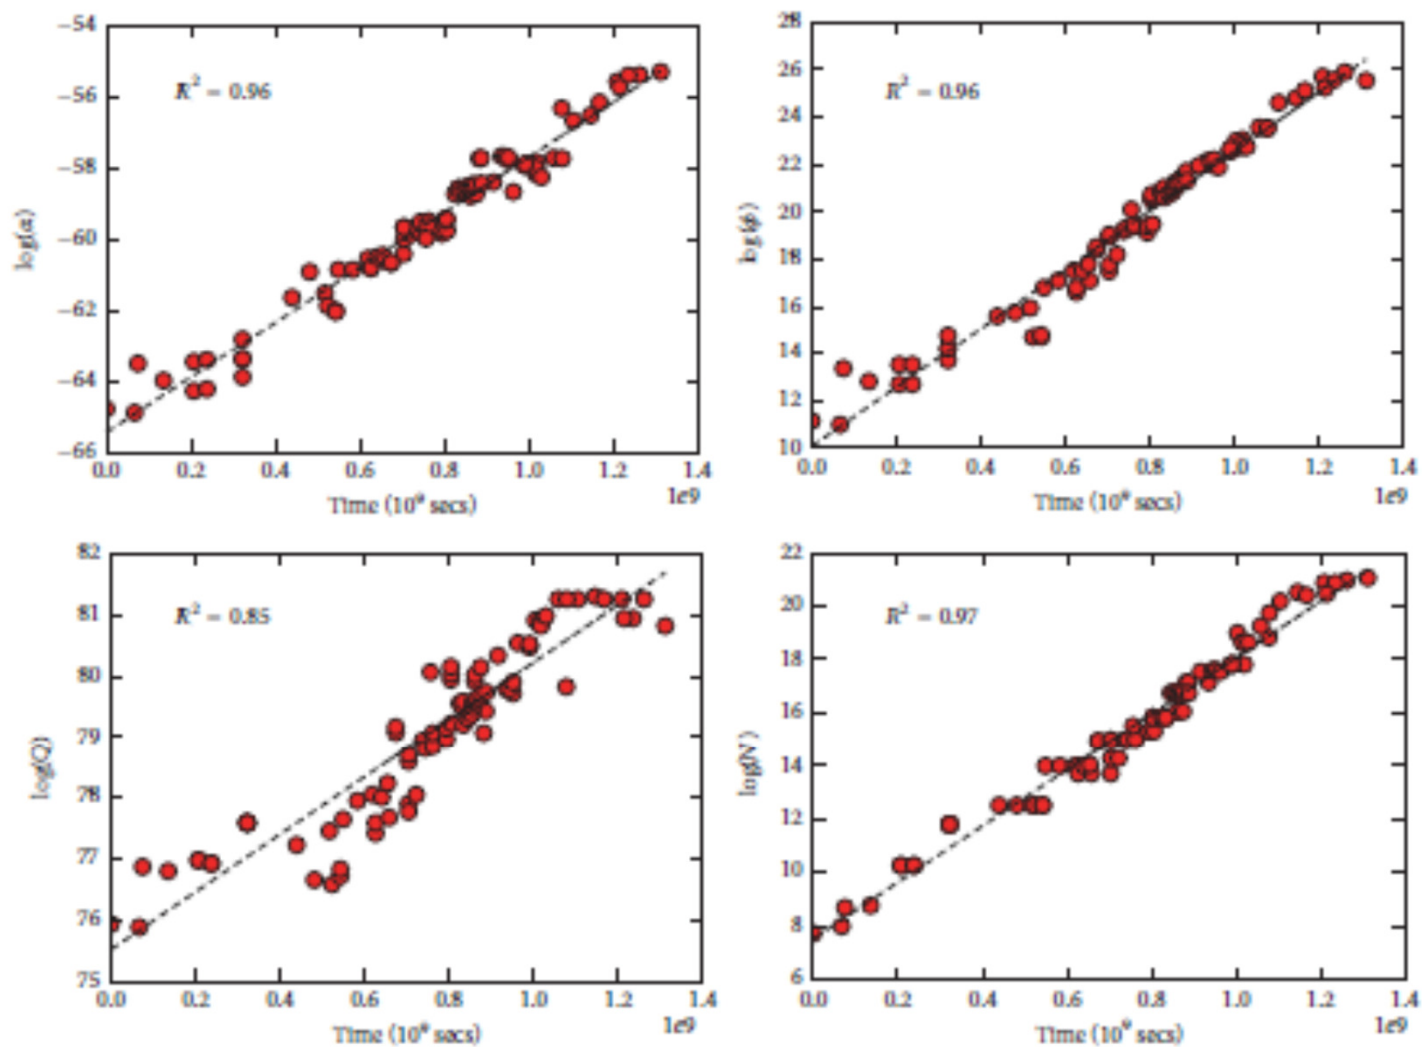 R² = 0.96
log(α)
−54
−56
−58
−60
−62
−64
−66
0.0 0.2 0.4 0.6 0.8 1.0 1.2 1.4
Time (10⁹ secs)
1e9
R² = 0.96
log(ϕ)
28
26
24
22
20
18
16
14
12
10
0.0 0.2 0.4 0.6 0.8 1.0 1.2 1.4
Time (10⁹ secs)
1e9
R² = 0.85
log(Q)
82
81
80
79
78
77
76
75
0.0 0.2 0.4 0.6 0.8 1.0 1.2 1.4
Time (10⁹ secs)
1e9
R² = 0.97
log(N)
22
20
18
16
14
12
10
8
6
0.0 0.2 0.4 0.6 0.8 1.0 1.2 1.4
Time (10⁹ secs)
1e9